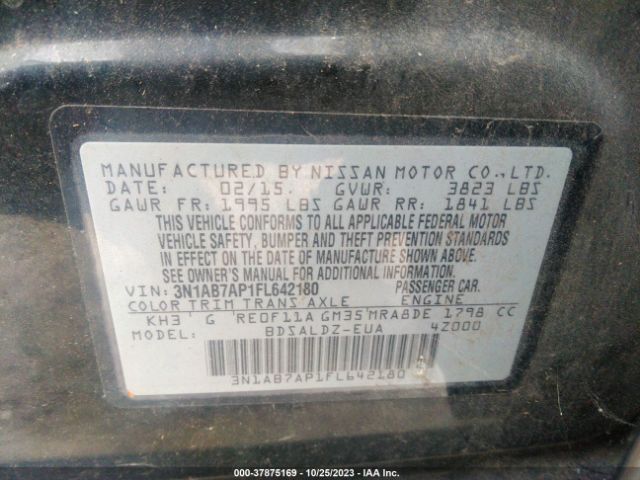 MANUFACTURED BY NISSAN MOTOR CO.,LTD.
DATE: 02/15. GVWR: 3823 LBS
GAWR FR: 1995 LBS GAWR RR: 1841 LBS
THIS VEHICLE CONFORMS TO ALL APPLICABLE FEDERAL MOTOR
VEHICLE SAFETY, BUMPER AND THEFT PREVENTION STANDARDS
IN EFFECT ON THE DATE OF MANUFACTURE SHOWN ABOVE.
SEE OWNER'S MANUAL FOR ADDITIONAL INFORMATION.
VIN: 3N1AB7AP1FL642180 PASSENGER CAR.
COLOR TRIM TRANS AXLE ENGINE
KH3 G RE0F11A GM35 MRA8DE 1798 CC
MODEL: BDSALDZ-EUA 4Z000
3N1AB7AP1FL642180
000-37875169 - 10/25/2023 - IAA Inc.